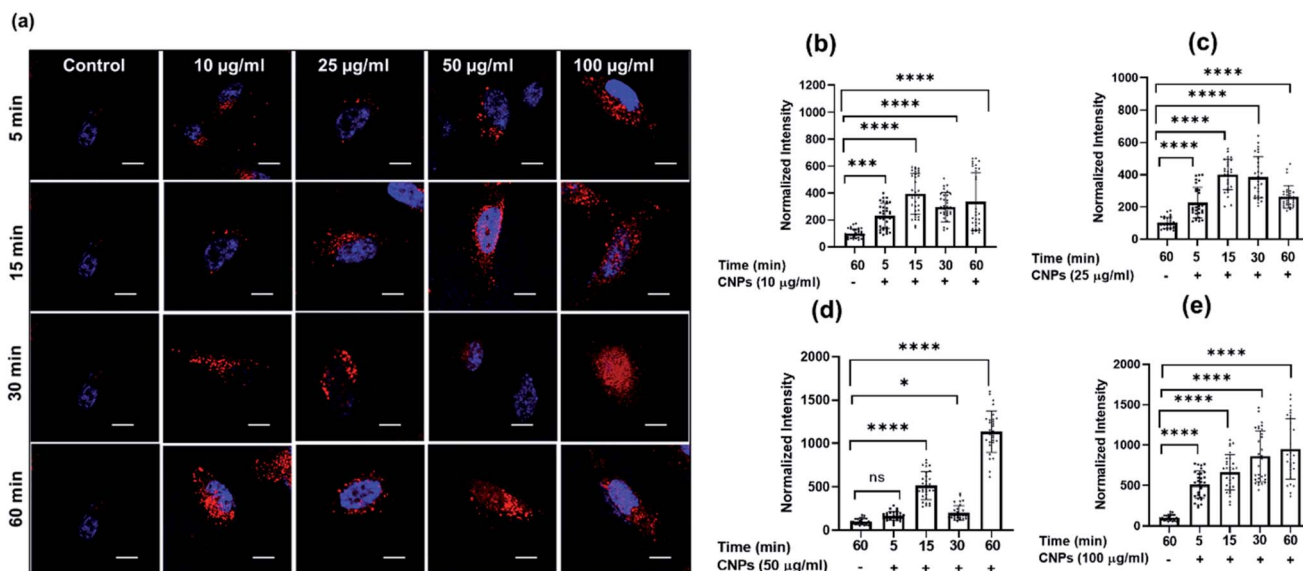 (a)
Control 10 µg/ml 25 µg/ml 50 µg/ml 100 µg/ml
5 min
15 min
30 min
60 min
(b)
1200
1000
800
600
400
200
0
Normalized Intensity
****
****
****
***
Time (min) 60 5 15 30 60
CNPs (10 µg/ml) - + + + +
(c)
1000
800
600
400
200
0
Normalized Intensity
****
****
****
****
Time (min) 60 5 15 30 60
CNPs (25 µg/ml) - + + + +
(d)
2000
1500
1000
500
0
Normalized Intensity
****
*
****
ns
Time (min) 60 5 15 30 60
CNPs (50 µg/ml) - + + + +
(e)
2000
1500
1000
500
0
Normalized Intensity
****
****
****
****
Time (min) 60 5 15 30 60
CNPs (100 µg/ml) - + + + +